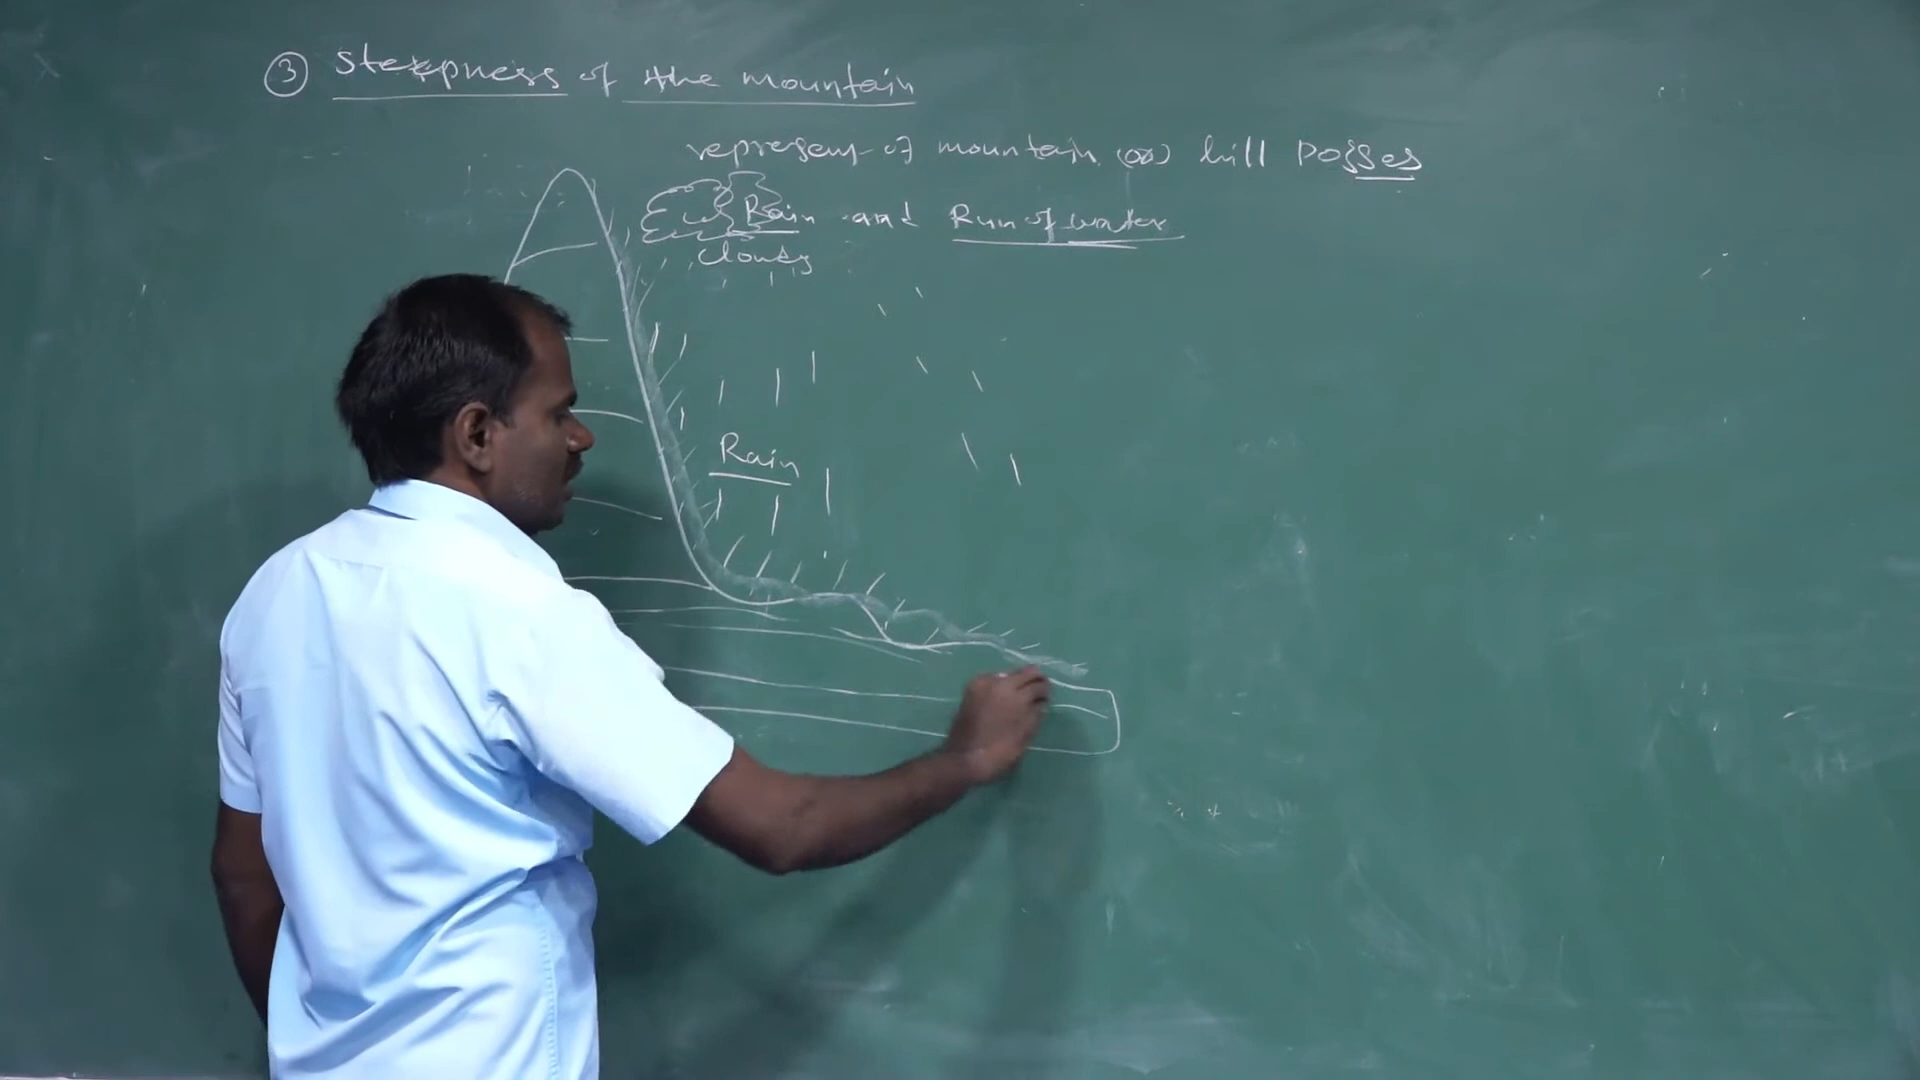 ③ Steepness of the mountain
represent of mountain (or) hill Posses
Rain and Run of water
clouds
Rain